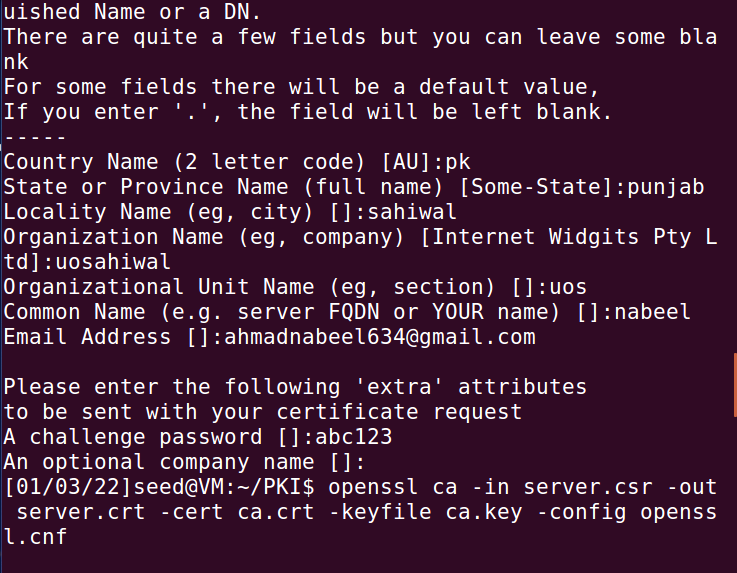 uished Name or a DN.
There are quite a few fields but you can leave some bla
nk
For some fields there will be a default value,
If you enter '.', the field will be left blank.
-----
Country Name (2 letter code) [AU]:pk
State or Province Name (full name) [Some-State]:punjab
Locality Name (eg, city) []:sahiwal
Organization Name (eg, company) [Internet Widgits Pty L
td]:uosahiwal
Organizational Unit Name (eg, section) []:uos
Common Name (e.g. server FQDN or YOUR name) []:nabeel
Email Address []:ahmadnabeel634@gmail.com

Please enter the following 'extra' attributes
to be sent with your certificate request
A challenge password []:abc123
An optional company name []:
[01/03/22]seed@VM:~/PKI$ openssl ca -in server.csr -out
 server.crt -cert ca.crt -keyfile ca.key -config openss
l.cnf